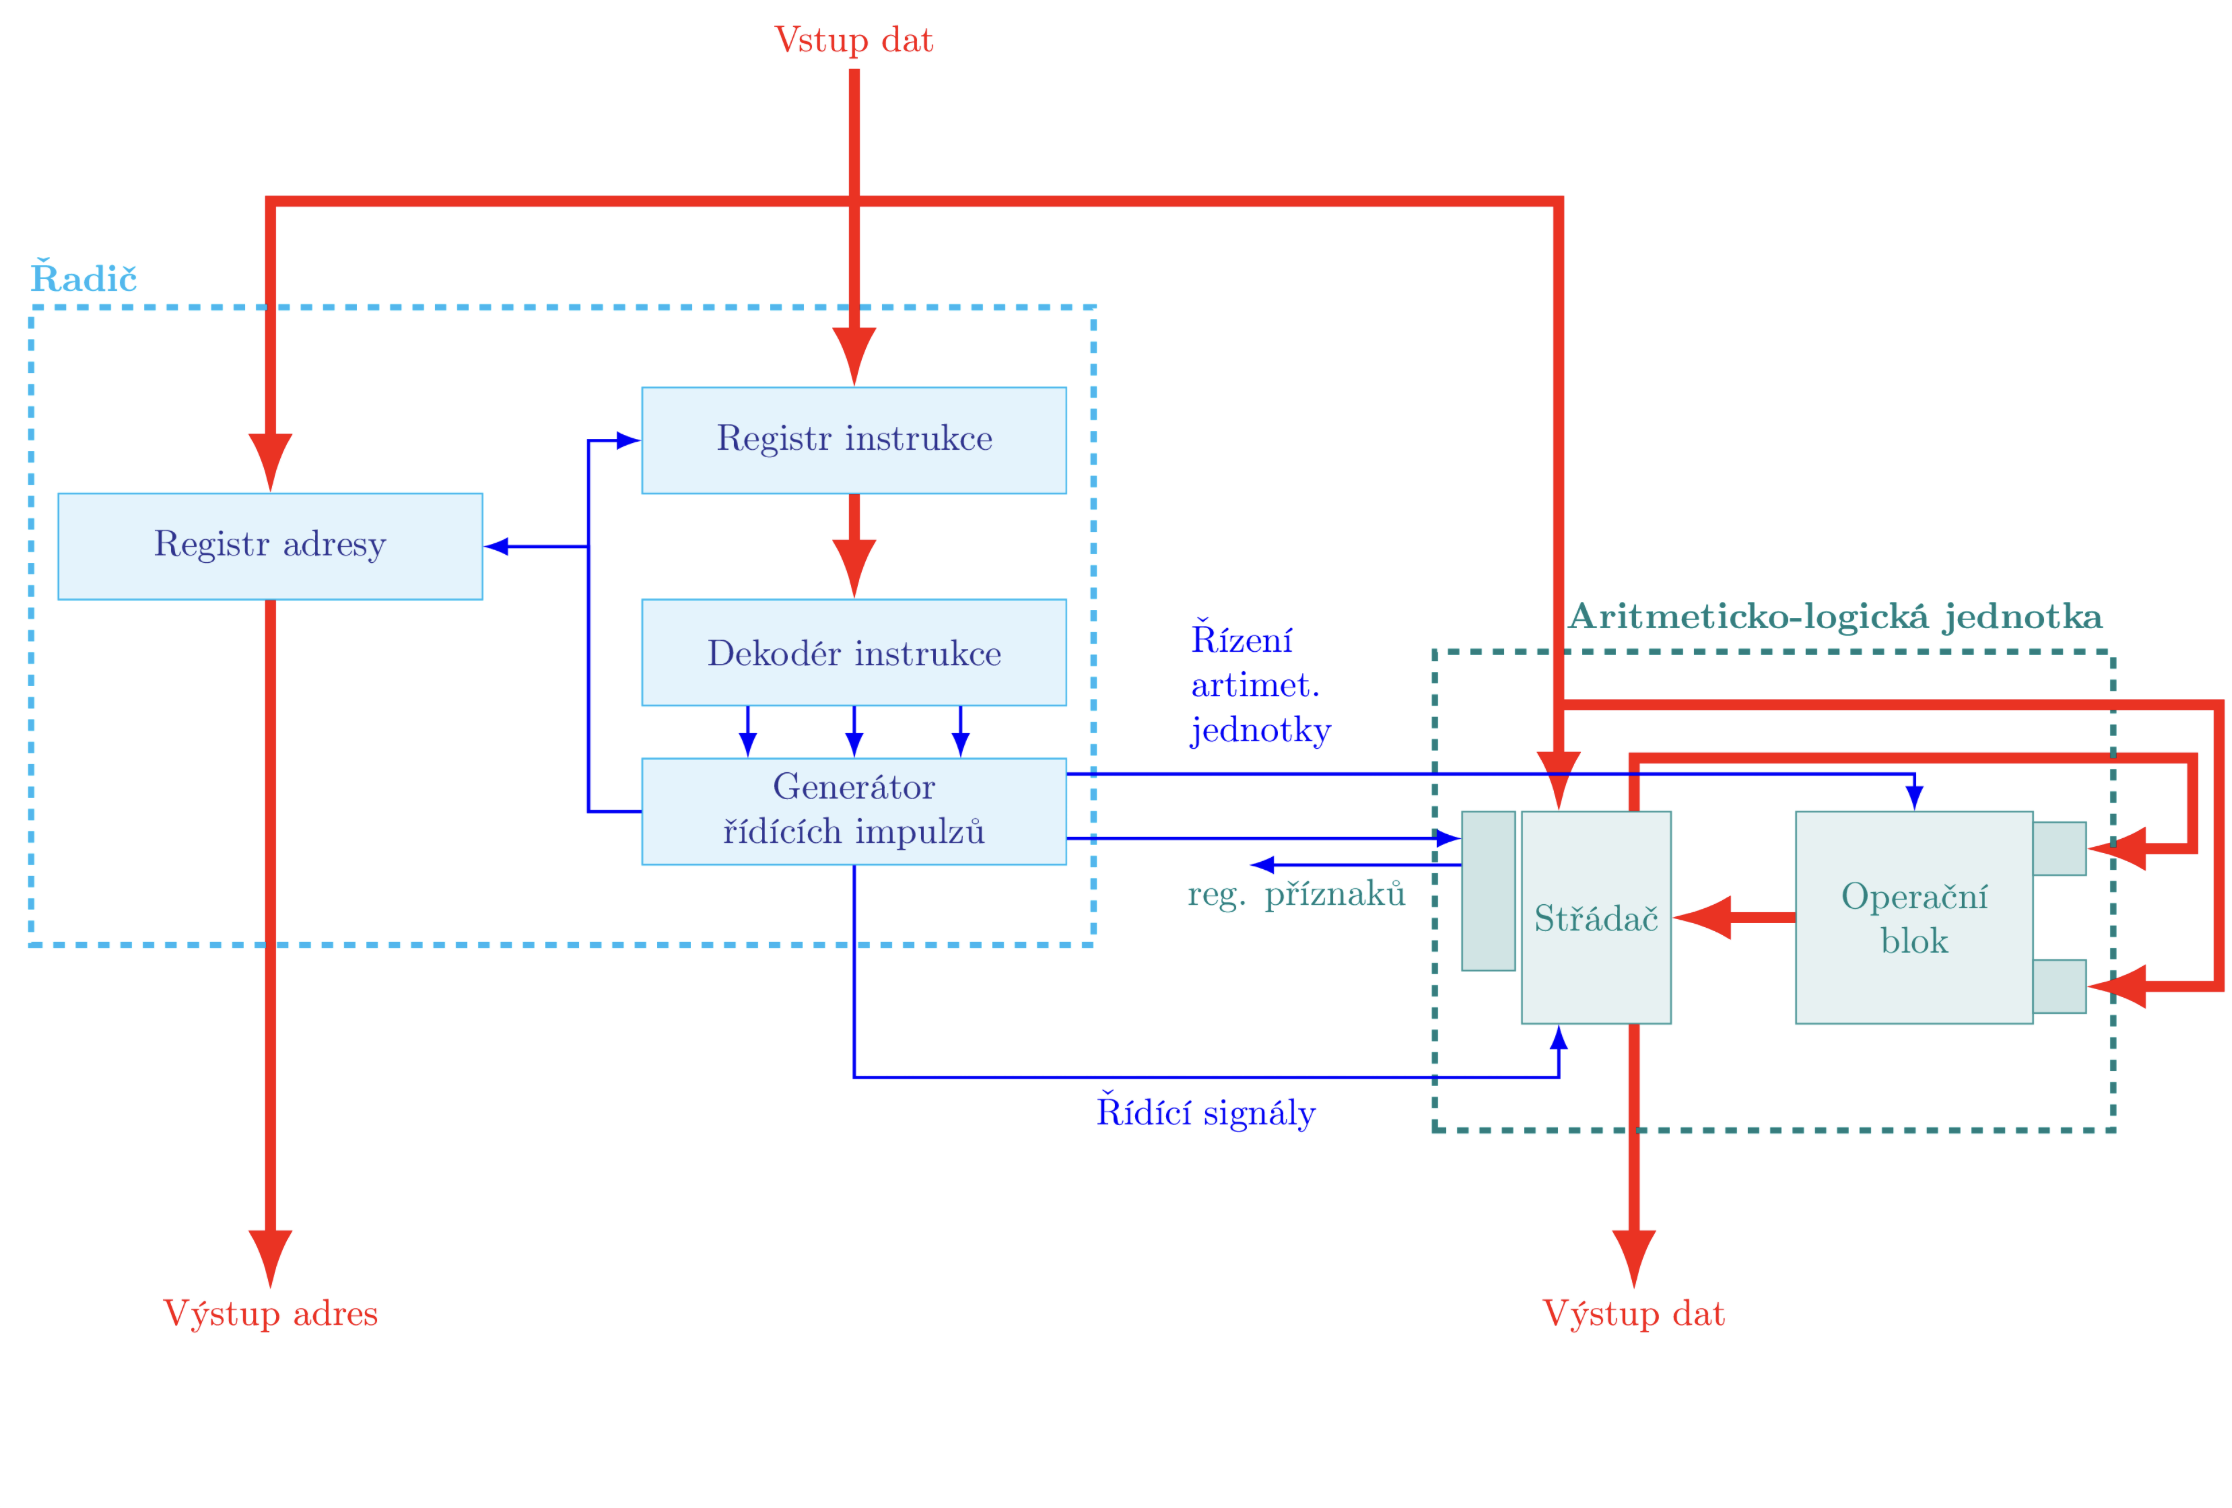 Vstup dat
Řadič
Registr instrukce
Registr adresy
Dekodér instrukce
Generátor
řídících impulzů
Řízení
artimet.
jednotky
Aritmeticko-logická jednotka
reg. příznaků
Střádač
Operační
blok
Řídící signály
Výstup adres
Výstup dat